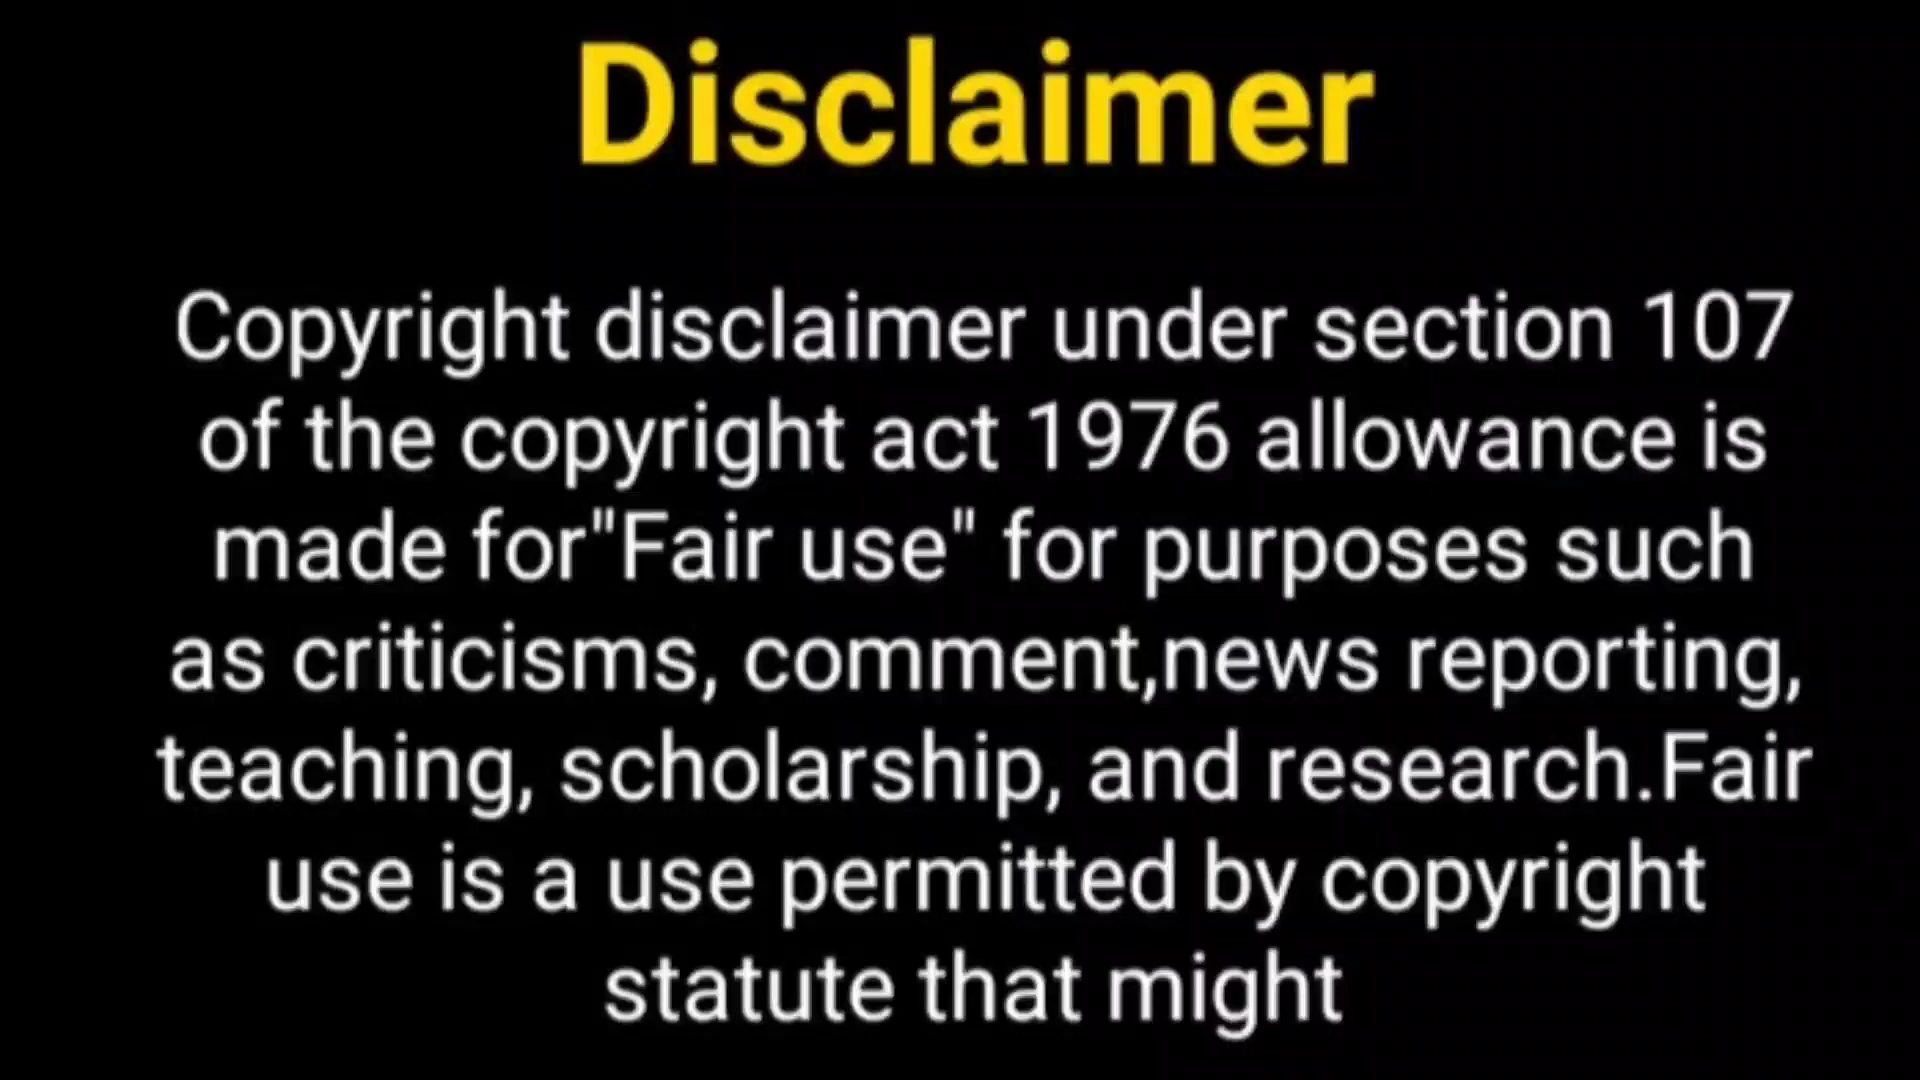 Disclaimer
Copyright disclaimer under section 107
of the copyright act 1976 allowance is
made for"Fair use" for purposes such
as criticisms, comment,news reporting,
teaching, scholarship, and research.Fair
use is a use permitted by copyright
statute that might